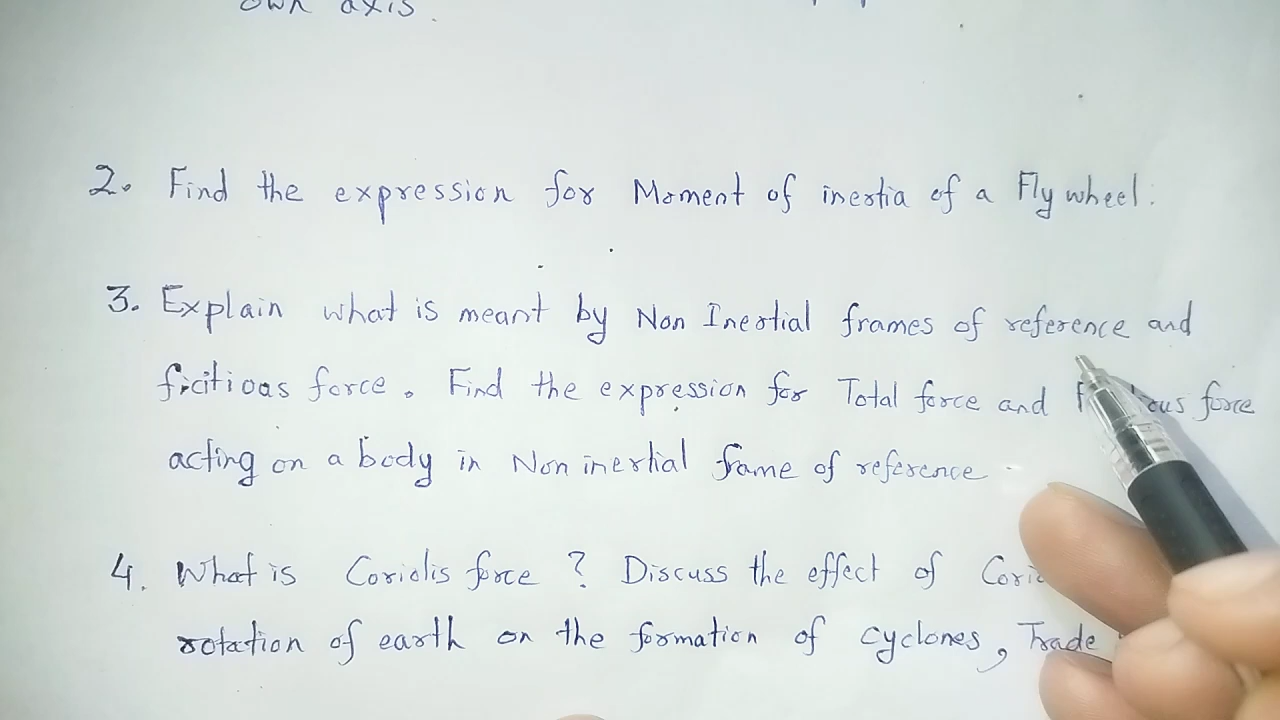 own axis.
2. Find the expression for Moment of inertia of a Fly wheel.
3. Explain what is meant by Non Inertial frames of reference and
ficitious force. Find the expression for Total force and force
acting on a body in Non inertial frame of reference
4. What is Coriolis force ? Discuss the effect of
rotation of earth on the formation of cyclones, Trade